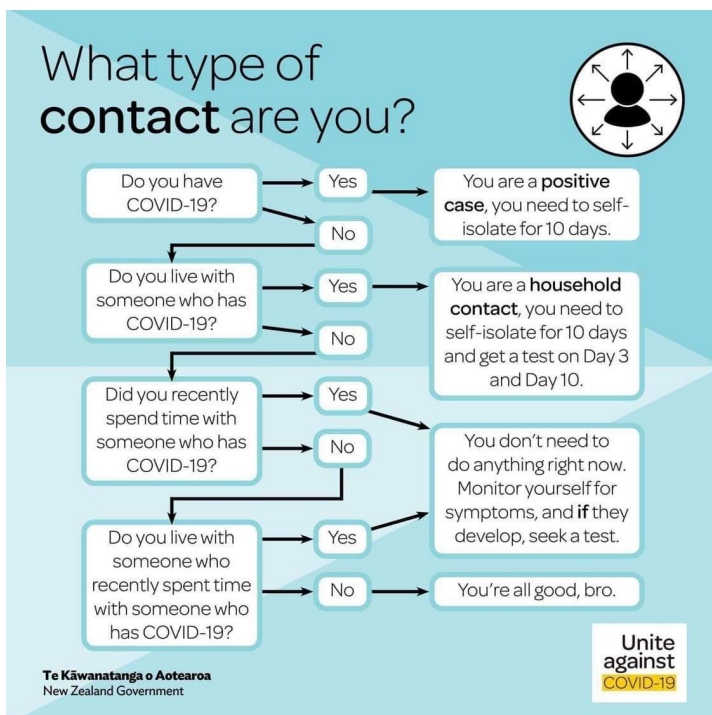 What type of
contact are you?
Do you have
COVID-19?
Yes
You are a positive
case, you need to self-
isolate for 10 days.
No
Do you live with
someone who has
COVID-19?
Yes
You are a household
contact, you need to
self-isolate for 10 days
and get a test on Day 3
and Day 10.
No
Did you recently
spend time with
someone who has
COVID-19?
Yes
No
You don't need to
do anything right now.
Monitor yourself for
symptoms, and if they
develop, seek a test.
Do you live with
someone who
recently spent time
with someone who
has COVID-19?
Yes
No
You're all good, bro.
Te Kāwanatanga o Aotearoa
New Zealand Government
Unite
against
COVID-19